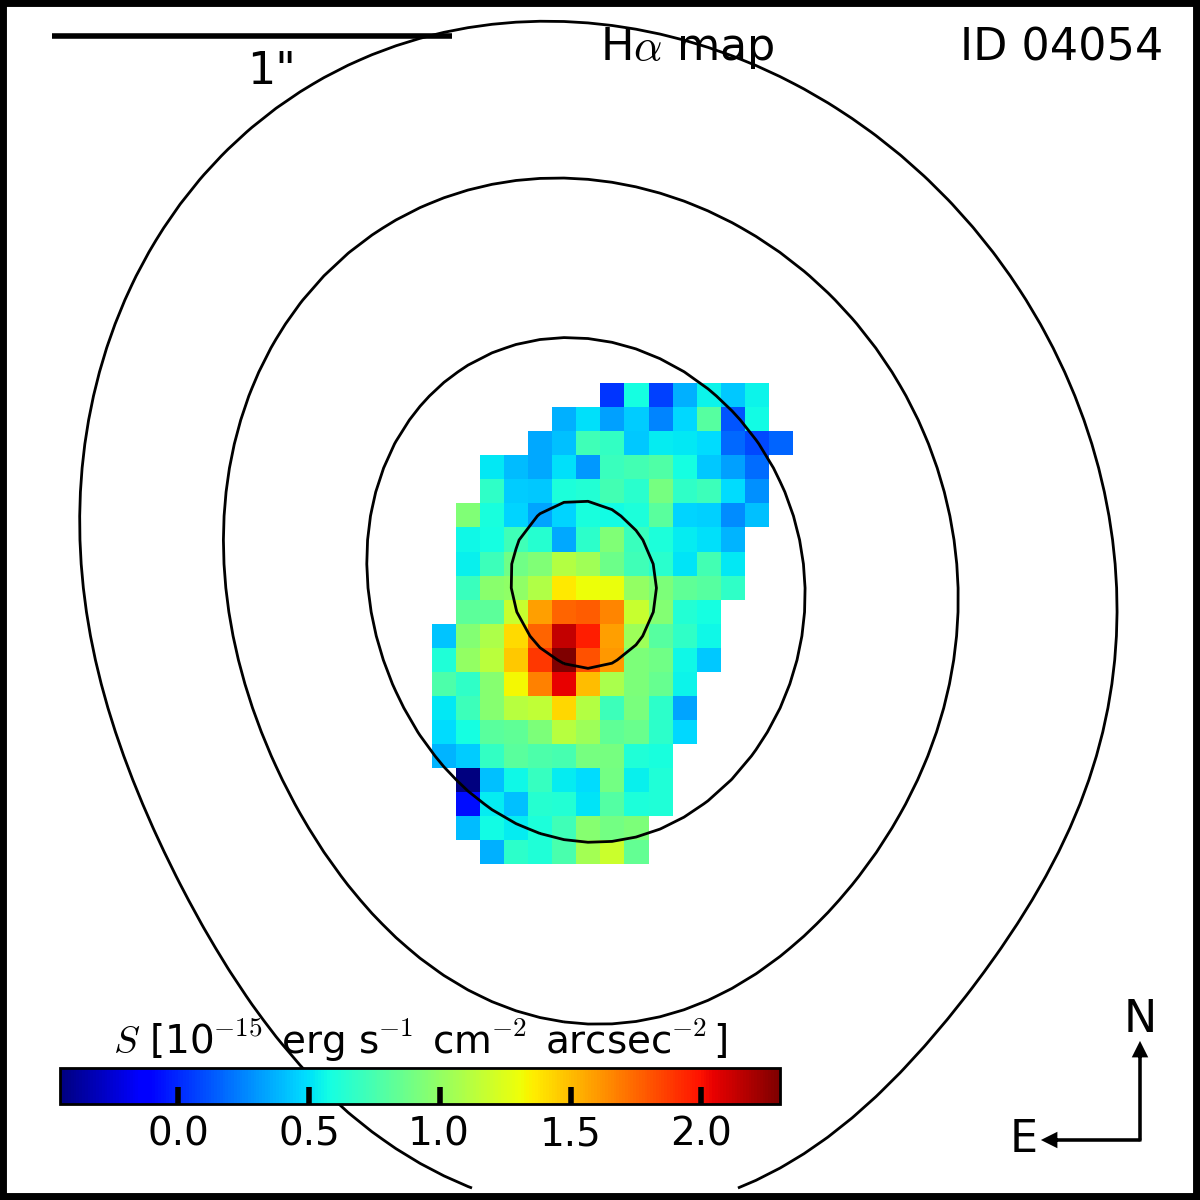 1"
Hα map
ID 04054
S [10⁻¹⁵ erg s⁻¹ cm⁻² arcsec⁻²]
0.0 0.5 1.0 1.5 2.0
N
E